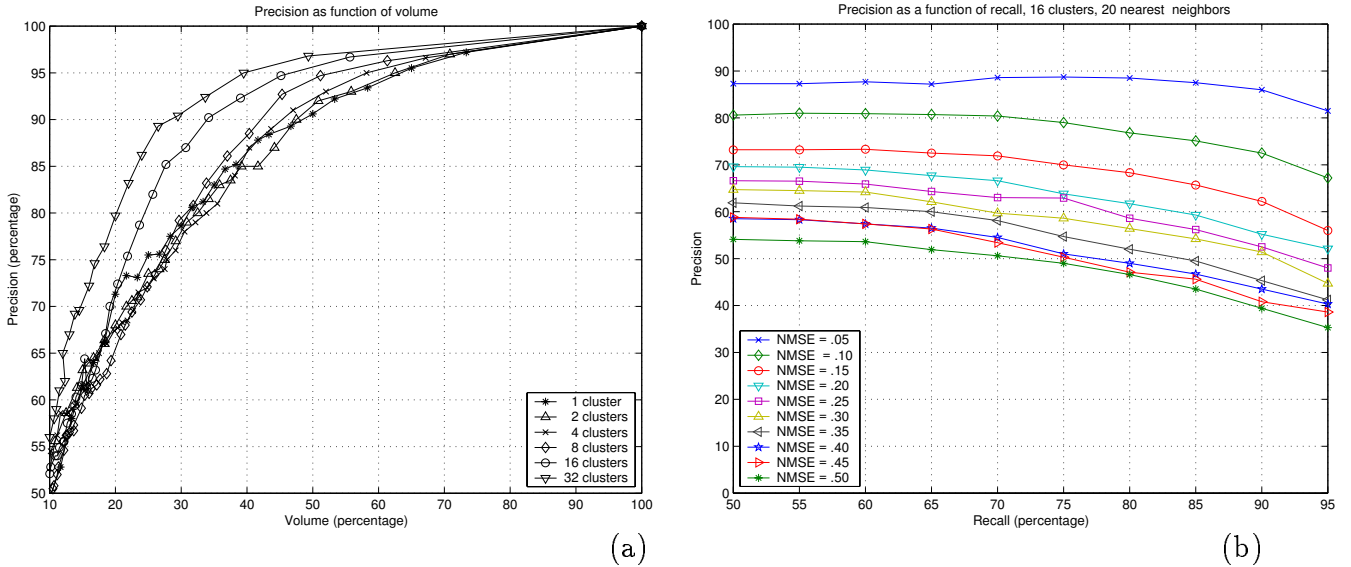 Precision as function of volume
Precision (percentage)
100
95
90
85
80
75
70
65
60
55
50
10 20 30 40 50 60 70 80 90 100
Volume (percentage)
1 cluster
2 clusters
4 clusters
8 clusters
16 clusters
32 clusters
(a)
Precision as a function of recall, 16 clusters, 20 nearest neighbors
Precision
100
90
80
70
60
50
40
30
20
10
0
50 55 60 65 70 75 80 85 90 95
Recall (percentage)
NMSE = .05
NMSE = .10
NMSE = .15
NMSE = .20
NMSE = .25
NMSE = .30
NMSE = .35
NMSE = .40
NMSE = .45
NMSE = .50
(b)